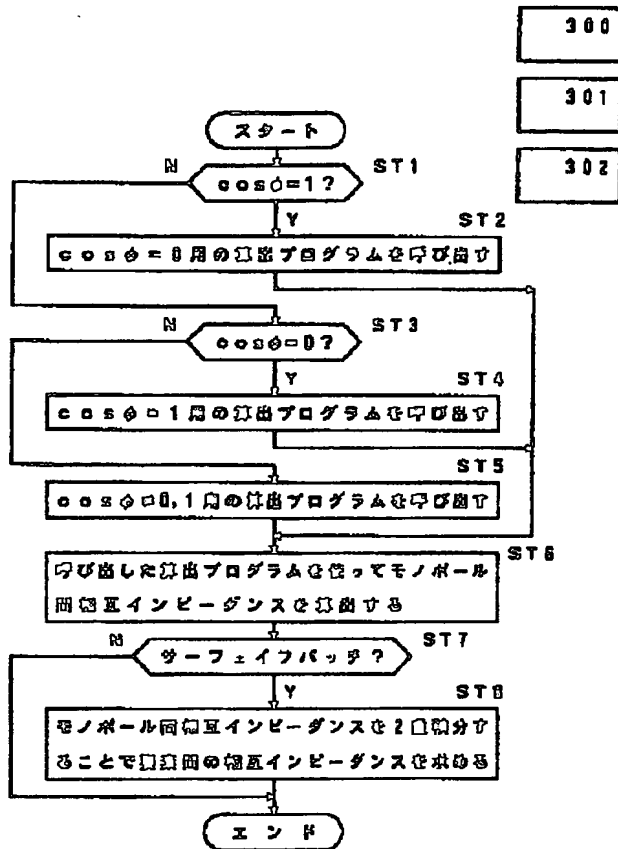 300
301
302
スタート
N
ST1
cosφ=1?
Y
ST2
cosφ=0用の算出プログラムを呼び出す
N
ST3
cosφ=0?
Y
ST4
cosφ=1用の算出プログラムを呼び出す
ST5
cosφ=0,1用の算出プログラムを呼び出す
ST6
呼び出した算出プログラムを使ってモノポール
間相互インピーダンスを算出する
N
ST7
サーフェイフパッチ?
Y
ST8
モノポール間相互インピーダンスを2 積分す
ることで 間の相互インピーダンスを求める
エンド